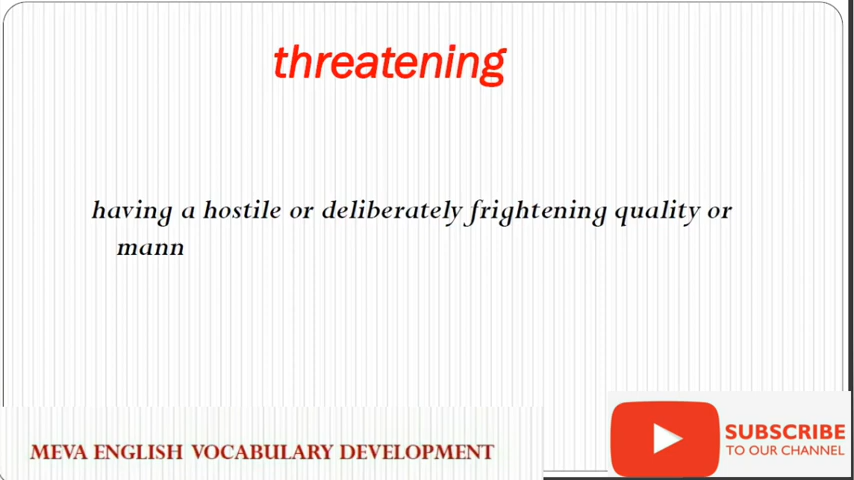 threatening
having a hostile or deliberately frightening quality or
mann
MEVA ENGLISH VOCABULARY DEVELOPMENT
SUBSCRIBE
TO OUR CHANNEL